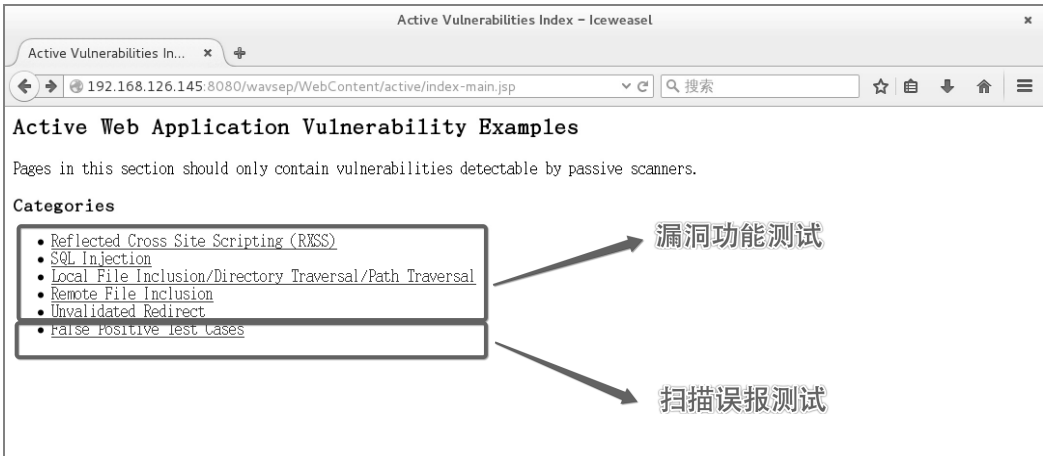 Active Vulnerabilities Index - Iceweasel
Active Vulnerabilities In...
192.168.126.145:8080/wavsep/WebContent/active/index-main.jsp
搜索
Active Web Application Vulnerability Examples
Pages in this section should only contain vulnerabilities detectable by passive scanners.
Categories
Reflected Cross Site Scripting (RXSS)
漏洞功能测试
SQL Injection
Local File Inclusion/Directory Traversal/Path Traversal
Remote File Inclusion
Unvalidated Redirect
False Positive Test Cases
扫描误报测试